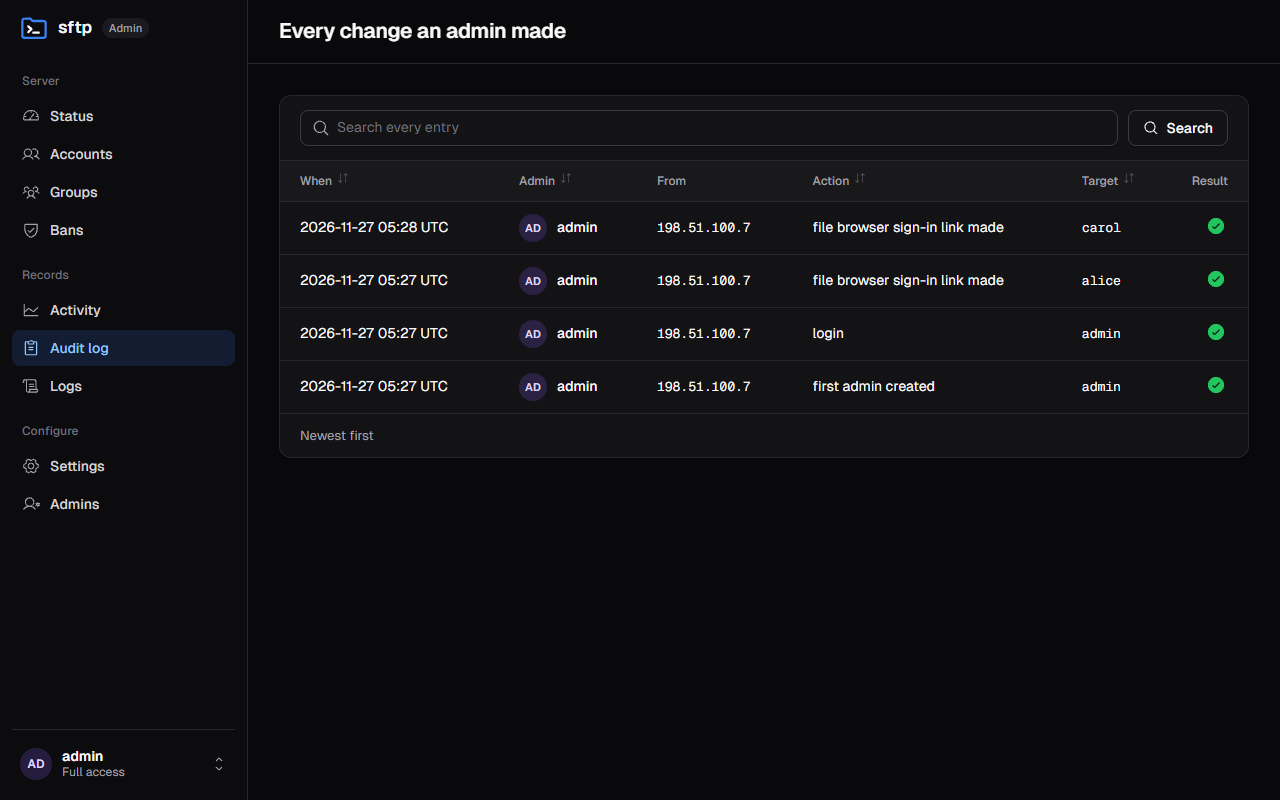 sftp Admin
Server
Status
Accounts
Groups
Bans
Records
Activity
Audit log
Logs
Configure
Settings
Admins
AD admin
Full access
Every change an admin made
Search every entry Search
When Admin From Action Target Result
2026-11-27 05:28 UTC AD admin 198.51.100.7 file browser sign-in link made carol
2026-11-27 05:27 UTC AD admin 198.51.100.7 file browser sign-in link made alice
2026-11-27 05:27 UTC AD admin 198.51.100.7 login admin
2026-11-27 05:27 UTC AD admin 198.51.100.7 first admin created admin
Newest first